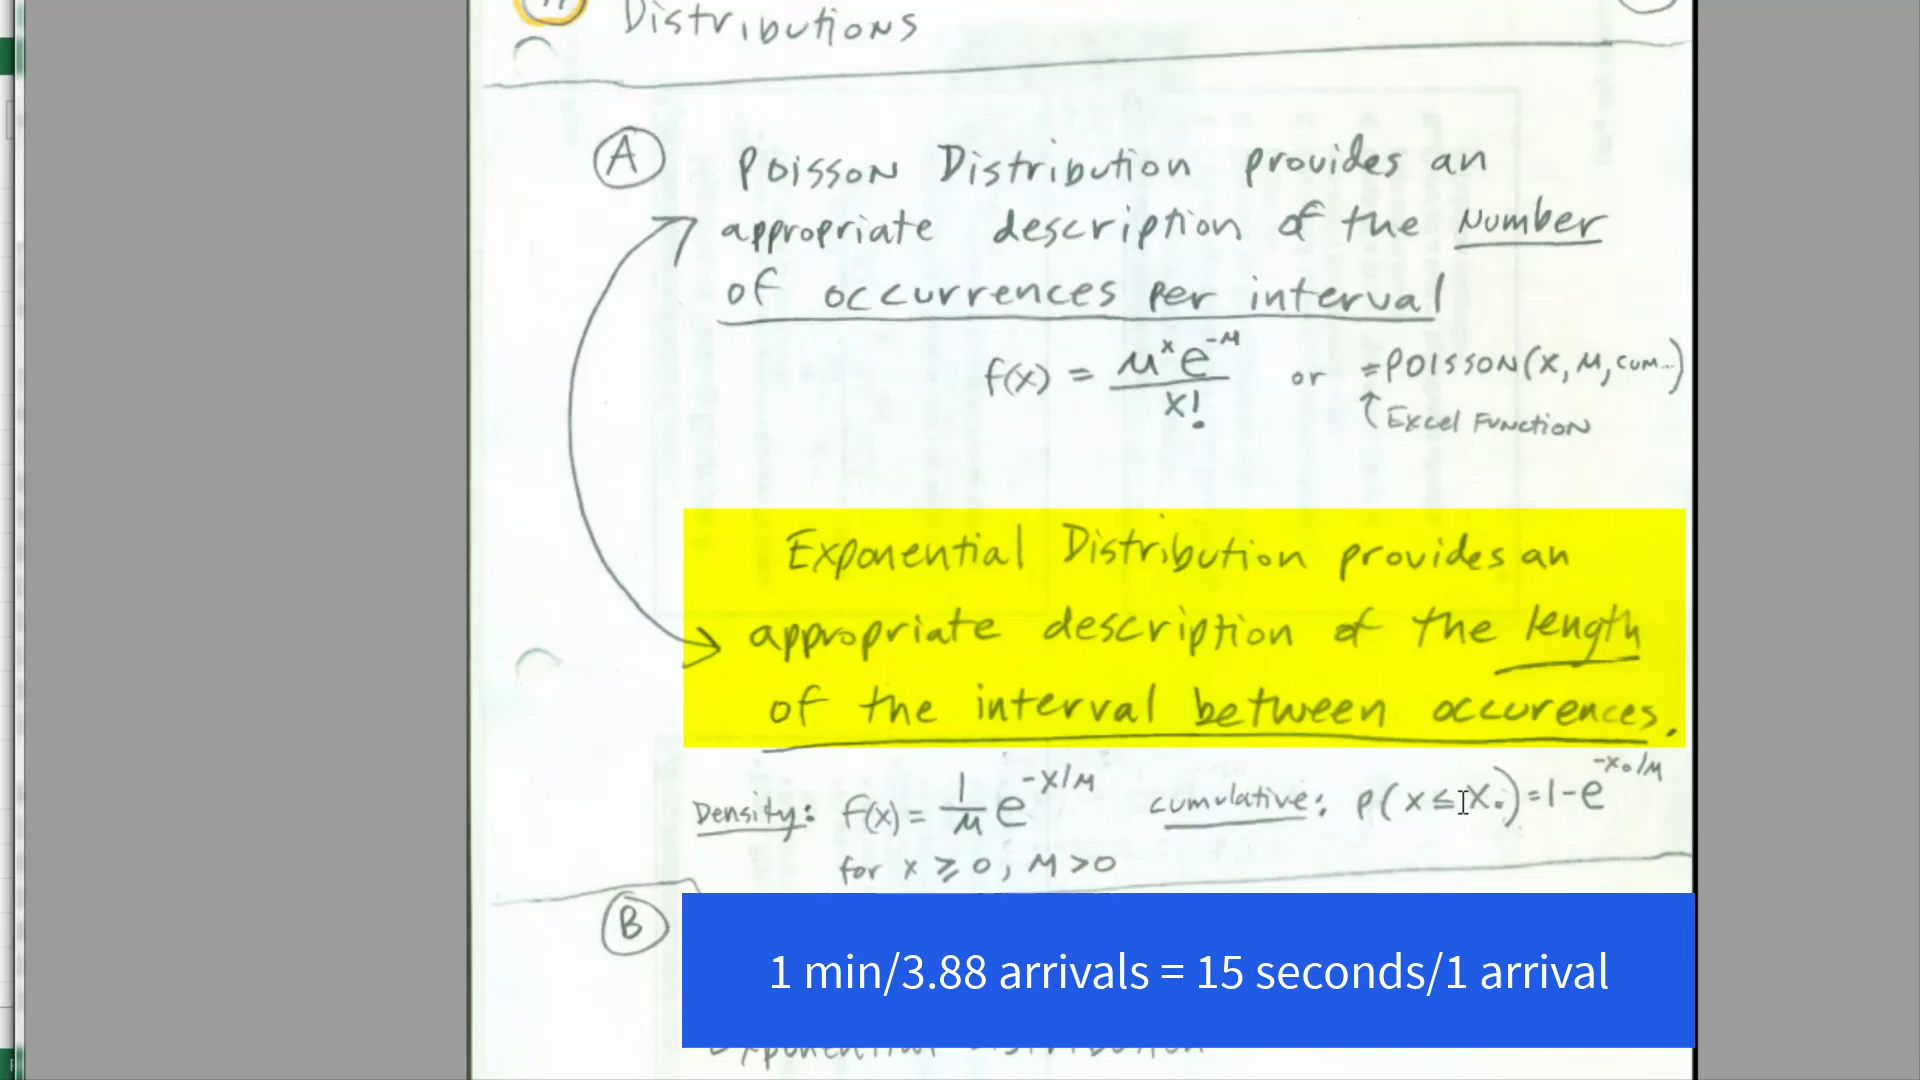 Distributions
A
Poisson Distribution provides an
appropriate description of the Number
of occurrences per interval
f(x) = μˣe^-μ / x! or =POISSON(x, μ, cum...)
Excel Function
Exponential Distribution provides an
appropriate description of the length
of the interval between occurences.
Density: f(x) = 1/μ e^-x/μ cumulative: P(x ≤ x₀) = 1 - e^-x₀/μ
for x ≥ 0, μ > 0
B
1 min/3.88 arrivals = 15 seconds/1 arrival